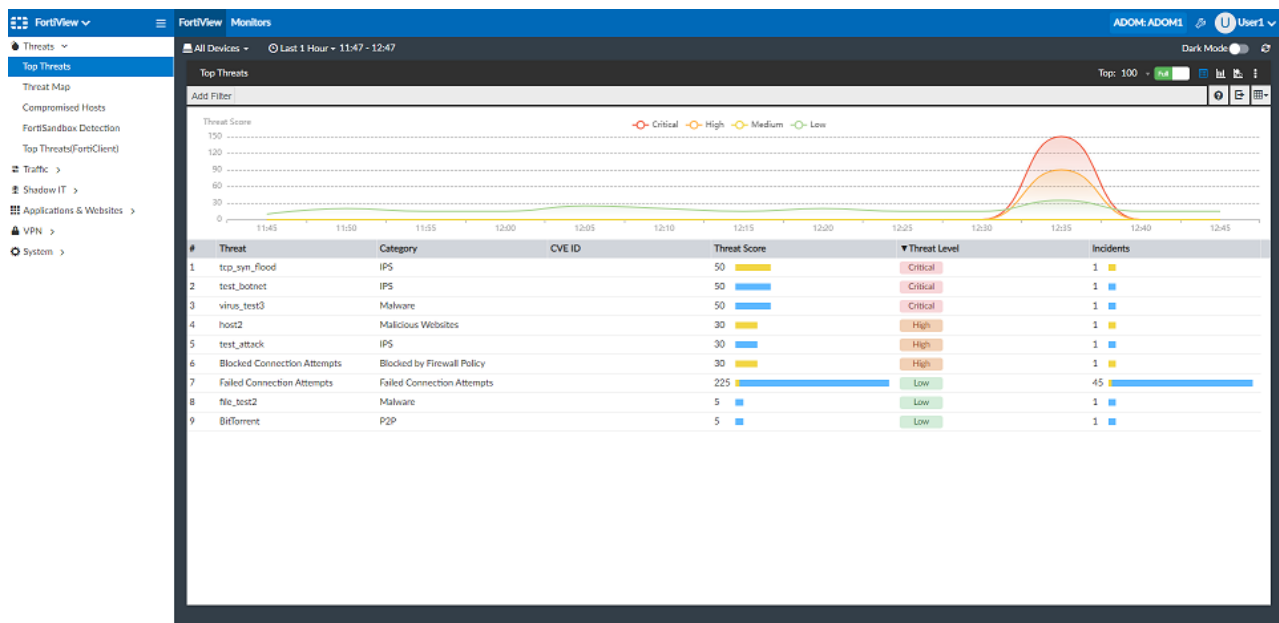 FortiView FortiView Monitors ADOM: ADOM1 U User1
Threats All Devices Last 1 Hour 11:47 - 12:47 Dark Mode
Top Threats
Threat Map
Compromised Hosts
FortiSandbox Detection
Top Threats(FortiClient)
Traffic
Shadow IT
Applications & Websites
VPN
System
Top Threats Top: 100 Full
Add Filter
Threat Score Critical High Medium Low
150
120
90
60
30
0
11:45 11:50 11:55 12:00 12:05 12:10 12:15 12:20 12:25 12:30 12:35 12:40 12:45
# Threat Category CVE ID Threat Score ▼Threat Level Incidents
1 tcp_syn_flood IPS 50 Critical 1
2 test_botnet IPS 50 Critical 1
3 virus_test3 Malware 50 Critical 1
4 host2 Malicious Websites 30 High 1
5 test_attack IPS 30 High 1
6 Blocked Connection Attempts Blocked by Firewall Policy 30 High 1
7 Failed Connection Attempts Failed Connection Attempts 225 Low 45
8 file_test2 Malware 5 Low 1
9 BitTorrent P2P 5 Low 1